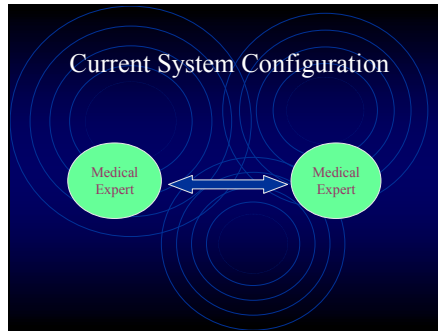 Current System Configuration
Medical
Expert
Medical
Expert